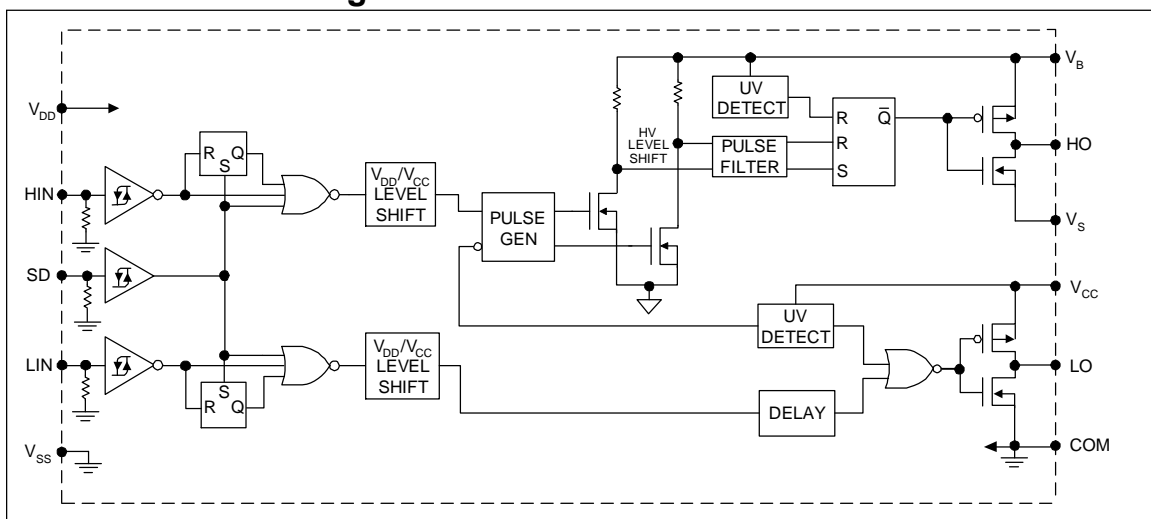 g
V_B
UV
DETECT
V_DD
R Q̅
HV
LEVEL
SHIFT
R Q
S
PULSE
FILTER
R
HO
S
V_DD/V_CC
LEVEL
SHIFT
HIN
PULSE
GEN
V_S
SD
V_CC
UV
DETECT
V_DD/V_CC
LEVEL
SHIFT
LIN
LO
S
R Q
DELAY
V_SS
COM